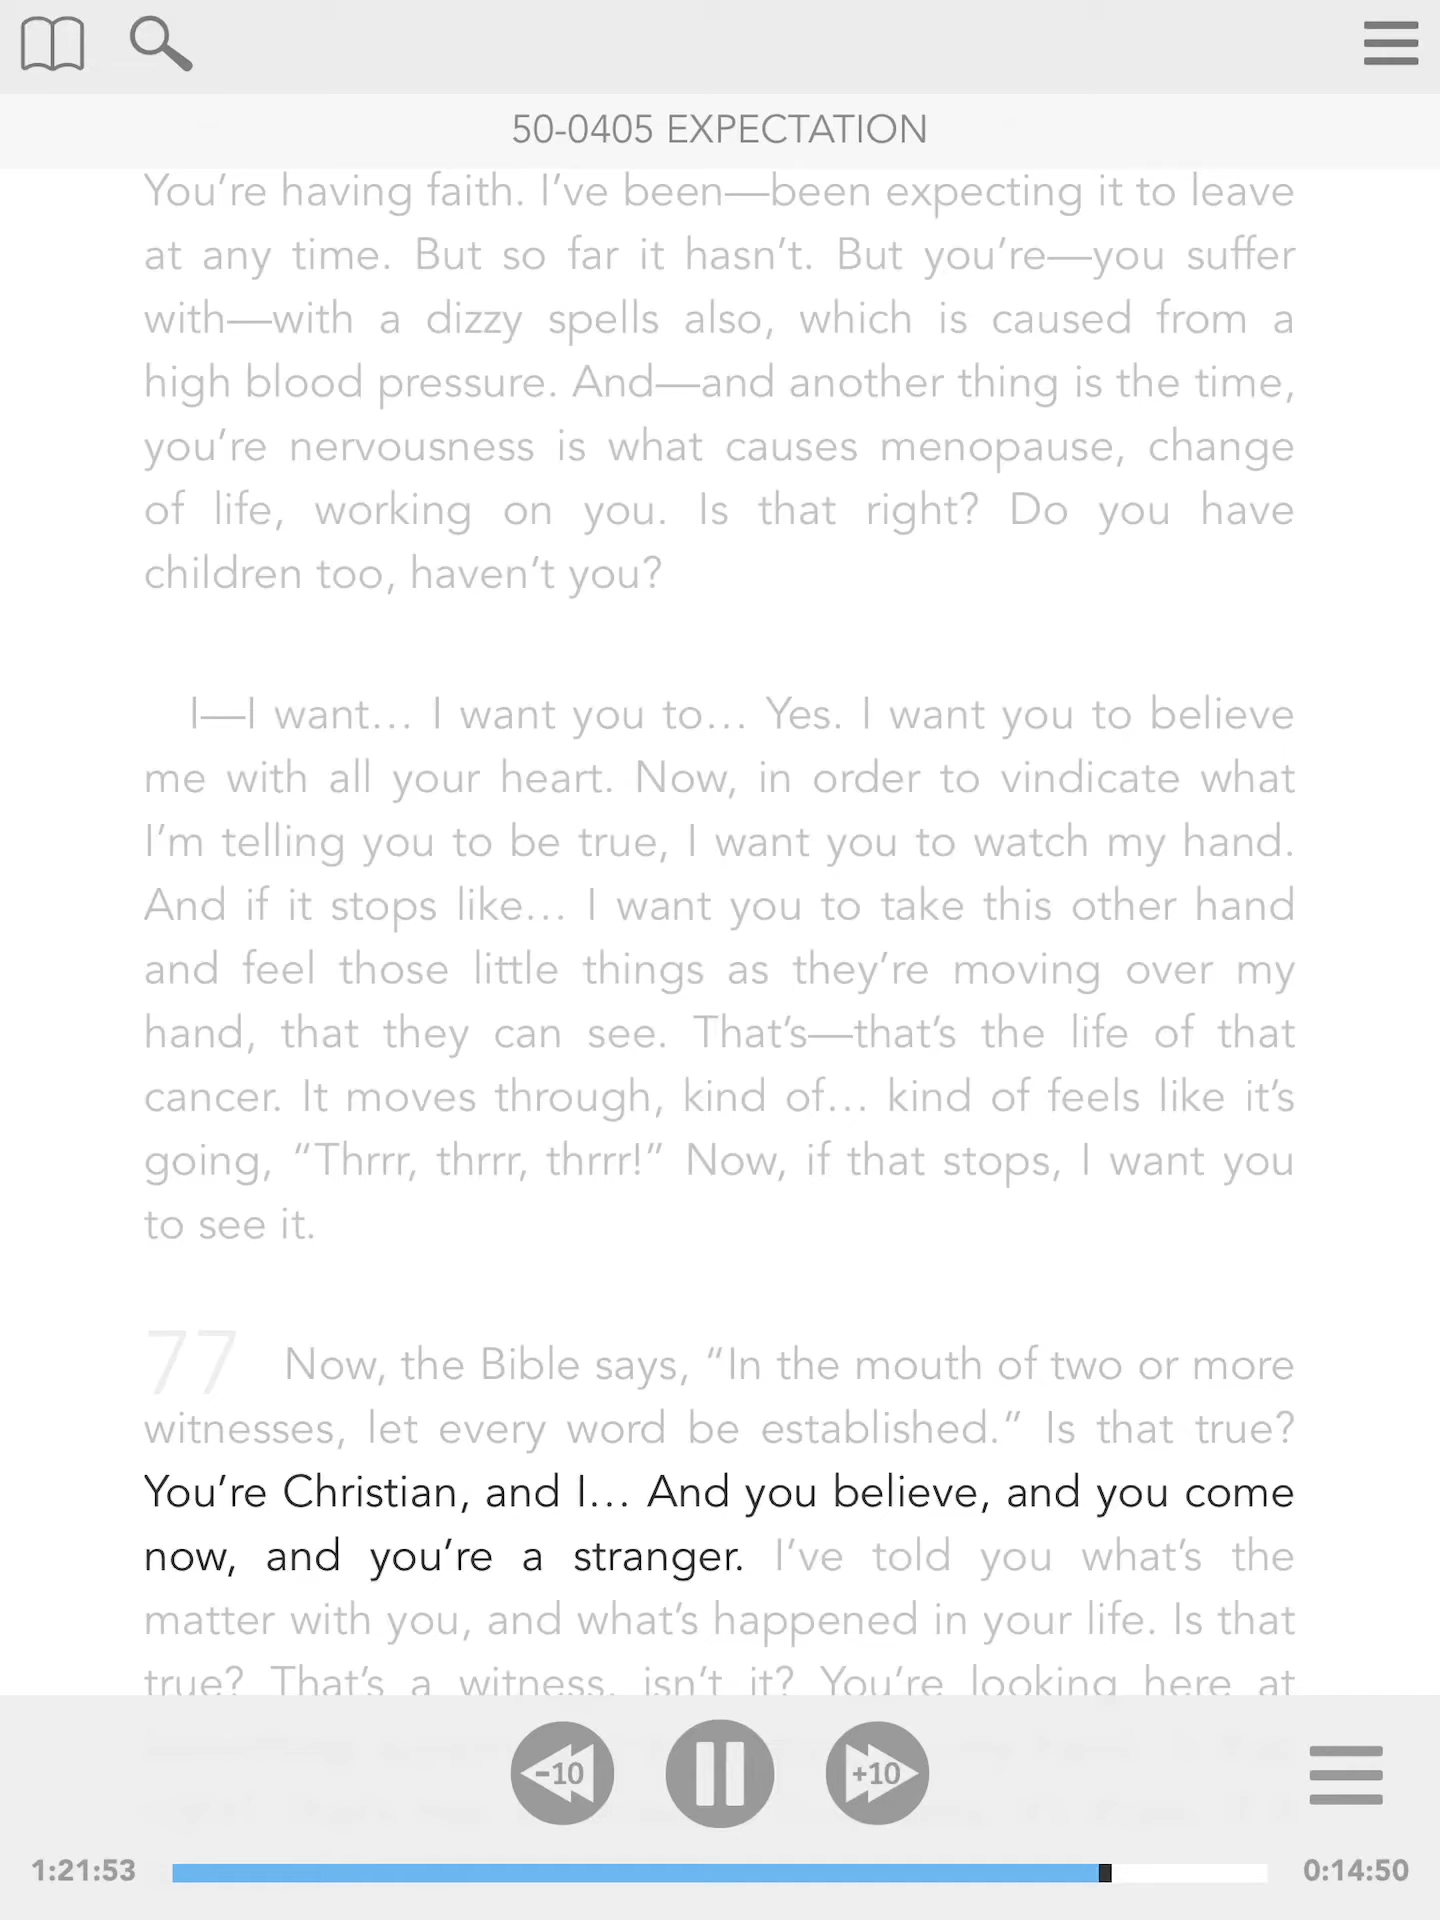 50-0405 EXPECTATION
You’re having faith. I’ve been—been expecting it to leave
at any time. But so far it hasn’t. But you’re—you suffer
with—with a dizzy spells also, which is caused from a
high blood pressure. And—and another thing is the time,
you’re nervousness is what causes menopause, change
of life, working on you. Is that right? Do you have
children too, haven’t you?
I—I want… I want you to… Yes. I want you to believe
me with all your heart. Now, in order to vindicate what
I’m telling you to be true, I want you to watch my hand.
And if it stops like… I want you to take this other hand
and feel those little things as they’re moving over my
hand, that they can see. That’s—that’s the life of that
cancer. It moves through, kind of… kind of feels like it’s
going, “Thrrr, thrrr, thrrr!” Now, if that stops, I want you
to see it.
77 Now, the Bible says, “In the mouth of two or more
witnesses, let every word be established.” Is that true?
You’re Christian, and I… And you believe, and you come
now, and you’re a stranger. I’ve told you what’s the
matter with you, and what’s happened in your life. Is that
true? That’s a witness, isn’t it? You’re looking here at
-10 +10
1:21:53 0:14:50